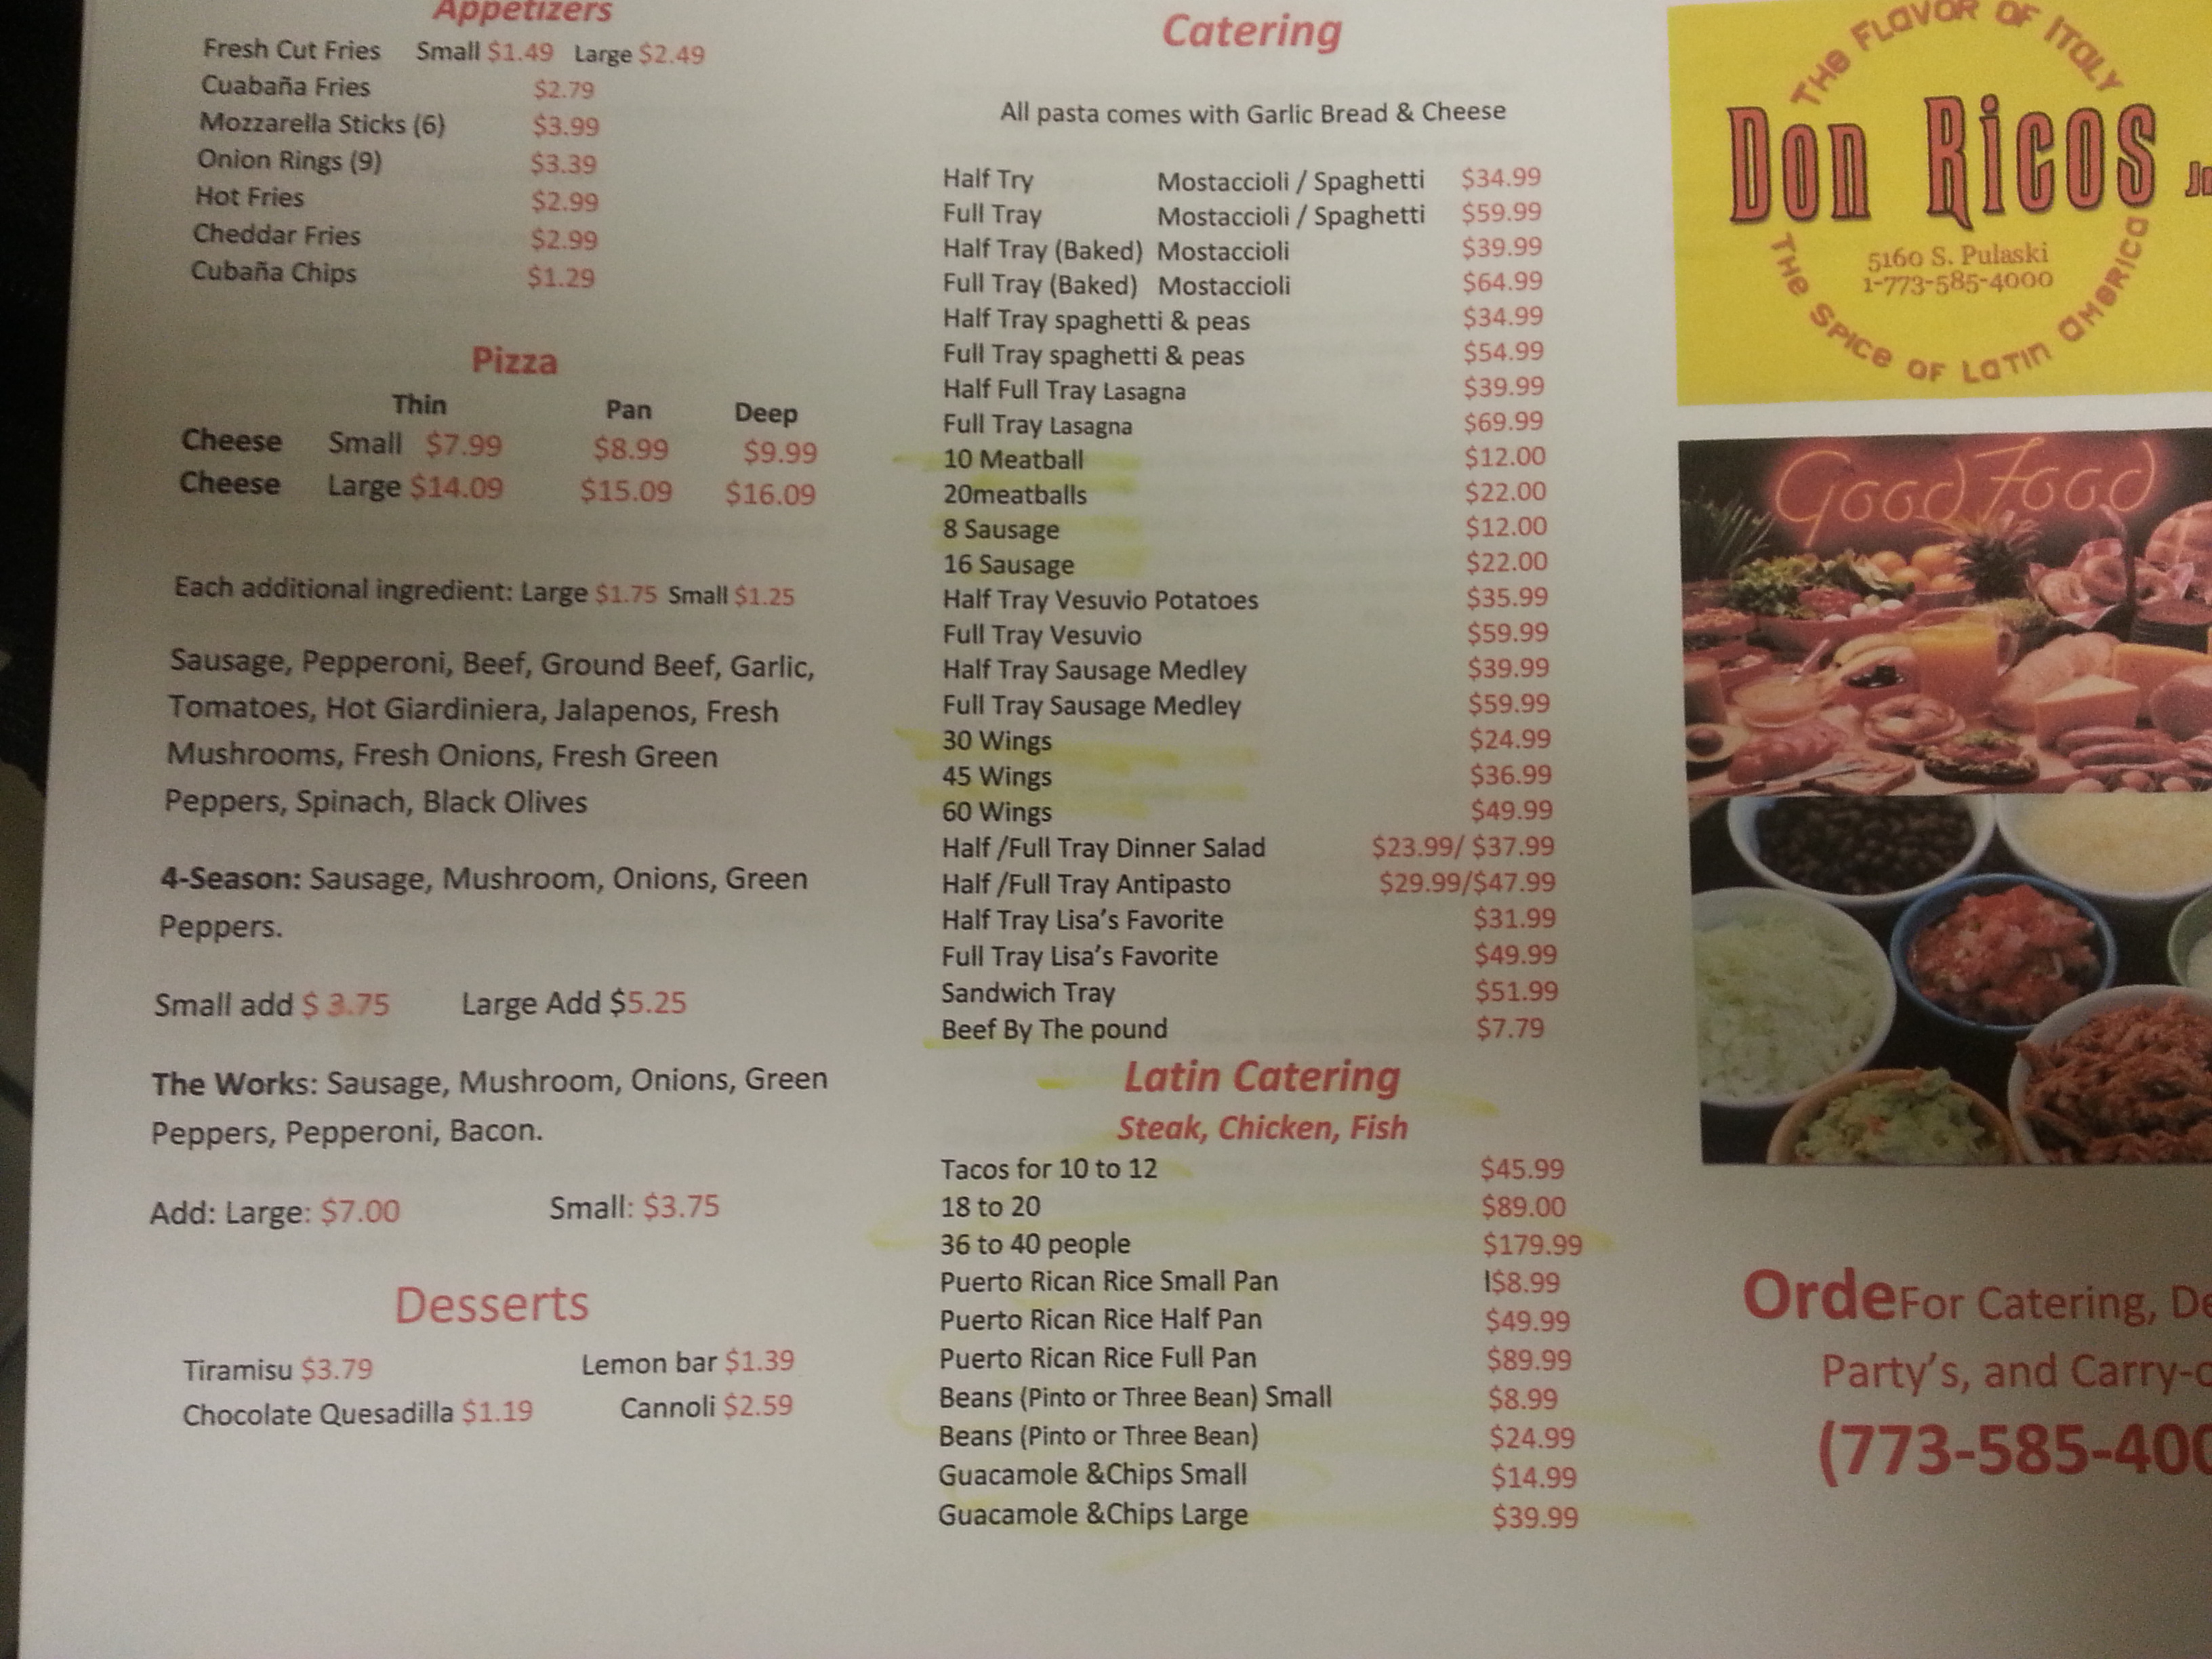 Appetizers
Fresh Cut Fries Small $1.49 Large $2.49
Cuabaña Fries $2.79
Mozzarella Sticks (6) $3.99
Onion Rings (9) $3.39
Hot Fries $2.99
Cheddar Fries $2.99
Cubaña Chips $1.29
Pizza
Thin Pan Deep
Cheese Small $7.99 $8.99 $9.99
Cheese Large $14.09 $15.09 $16.09
Each additional ingredient: Large $1.75 Small $1.25
Sausage, Pepperoni, Beef, Ground Beef, Garlic,
Tomatoes, Hot Giardiniera, Jalapenos, Fresh
Mushrooms, Fresh Onions, Fresh Green
Peppers, Spinach, Black Olives
4-Season: Sausage, Mushroom, Onions, Green
Peppers.
Small add $ 3.75 Large Add $5.25
The Works: Sausage, Mushroom, Onions, Green
Peppers, Pepperoni, Bacon.
Add: Large: $7.00 Small: $3.75
Desserts
Tiramisu $3.79 Lemon bar $1.39
Chocolate Quesadilla $1.19 Cannoli $2.59
Catering
All pasta comes with Garlic Bread & Cheese
Half Try Mostaccioli / Spaghetti $34.99
Full Tray Mostaccioli / Spaghetti $59.99
Half Tray (Baked) Mostaccioli $39.99
Full Tray (Baked) Mostaccioli $64.99
Half Tray spaghetti & peas $34.99
Full Tray spaghetti & peas $54.99
Half Full Tray Lasagna $39.99
Full Tray Lasagna $69.99
10 Meatball $12.00
20meatballs $22.00
8 Sausage $12.00
16 Sausage $22.00
Half Tray Vesuvio Potatoes $35.99
Full Tray Vesuvio $59.99
Half Tray Sausage Medley $39.99
Full Tray Sausage Medley $59.99
30 Wings $24.99
45 Wings $36.99
60 Wings $49.99
Half /Full Tray Dinner Salad $23.99/ $37.99
Half /Full Tray Antipasto $29.99/$47.99
Half Tray Lisa's Favorite $31.99
Full Tray Lisa's Favorite $49.99
Sandwich Tray $51.99
Beef By The pound $7.79
Latin Catering
Steak, Chicken, Fish
Tacos for 10 to 12 $45.99
18 to 20 $89.00
36 to 40 people $179.99
Puerto Rican Rice Small Pan l$8.99
Puerto Rican Rice Half Pan $49.99
Puerto Rican Rice Full Pan $89.99
Beans (Pinto or Three Bean) Small $8.99
Beans (Pinto or Three Bean) $24.99
Guacamole &Chips Small $14.99
Guacamole &Chips Large $39.99
The Flavor of Italy
Don Ricos
5160 S. Pulaski
1-773-585-4000
The Spice of Latin America
Good Food
OrdeFor Catering,
Party's, and
(773-585-400